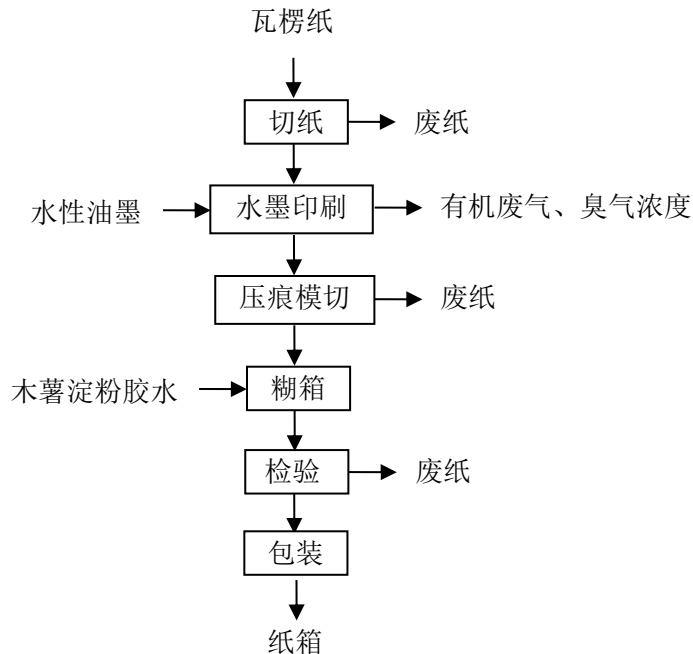 瓦楞纸
切纸
废纸
水性油墨
水墨印刷
有机废气、臭气浓度
压痕模切
废纸
木薯淀粉胶水
糊箱
检验
废纸
包装
纸箱